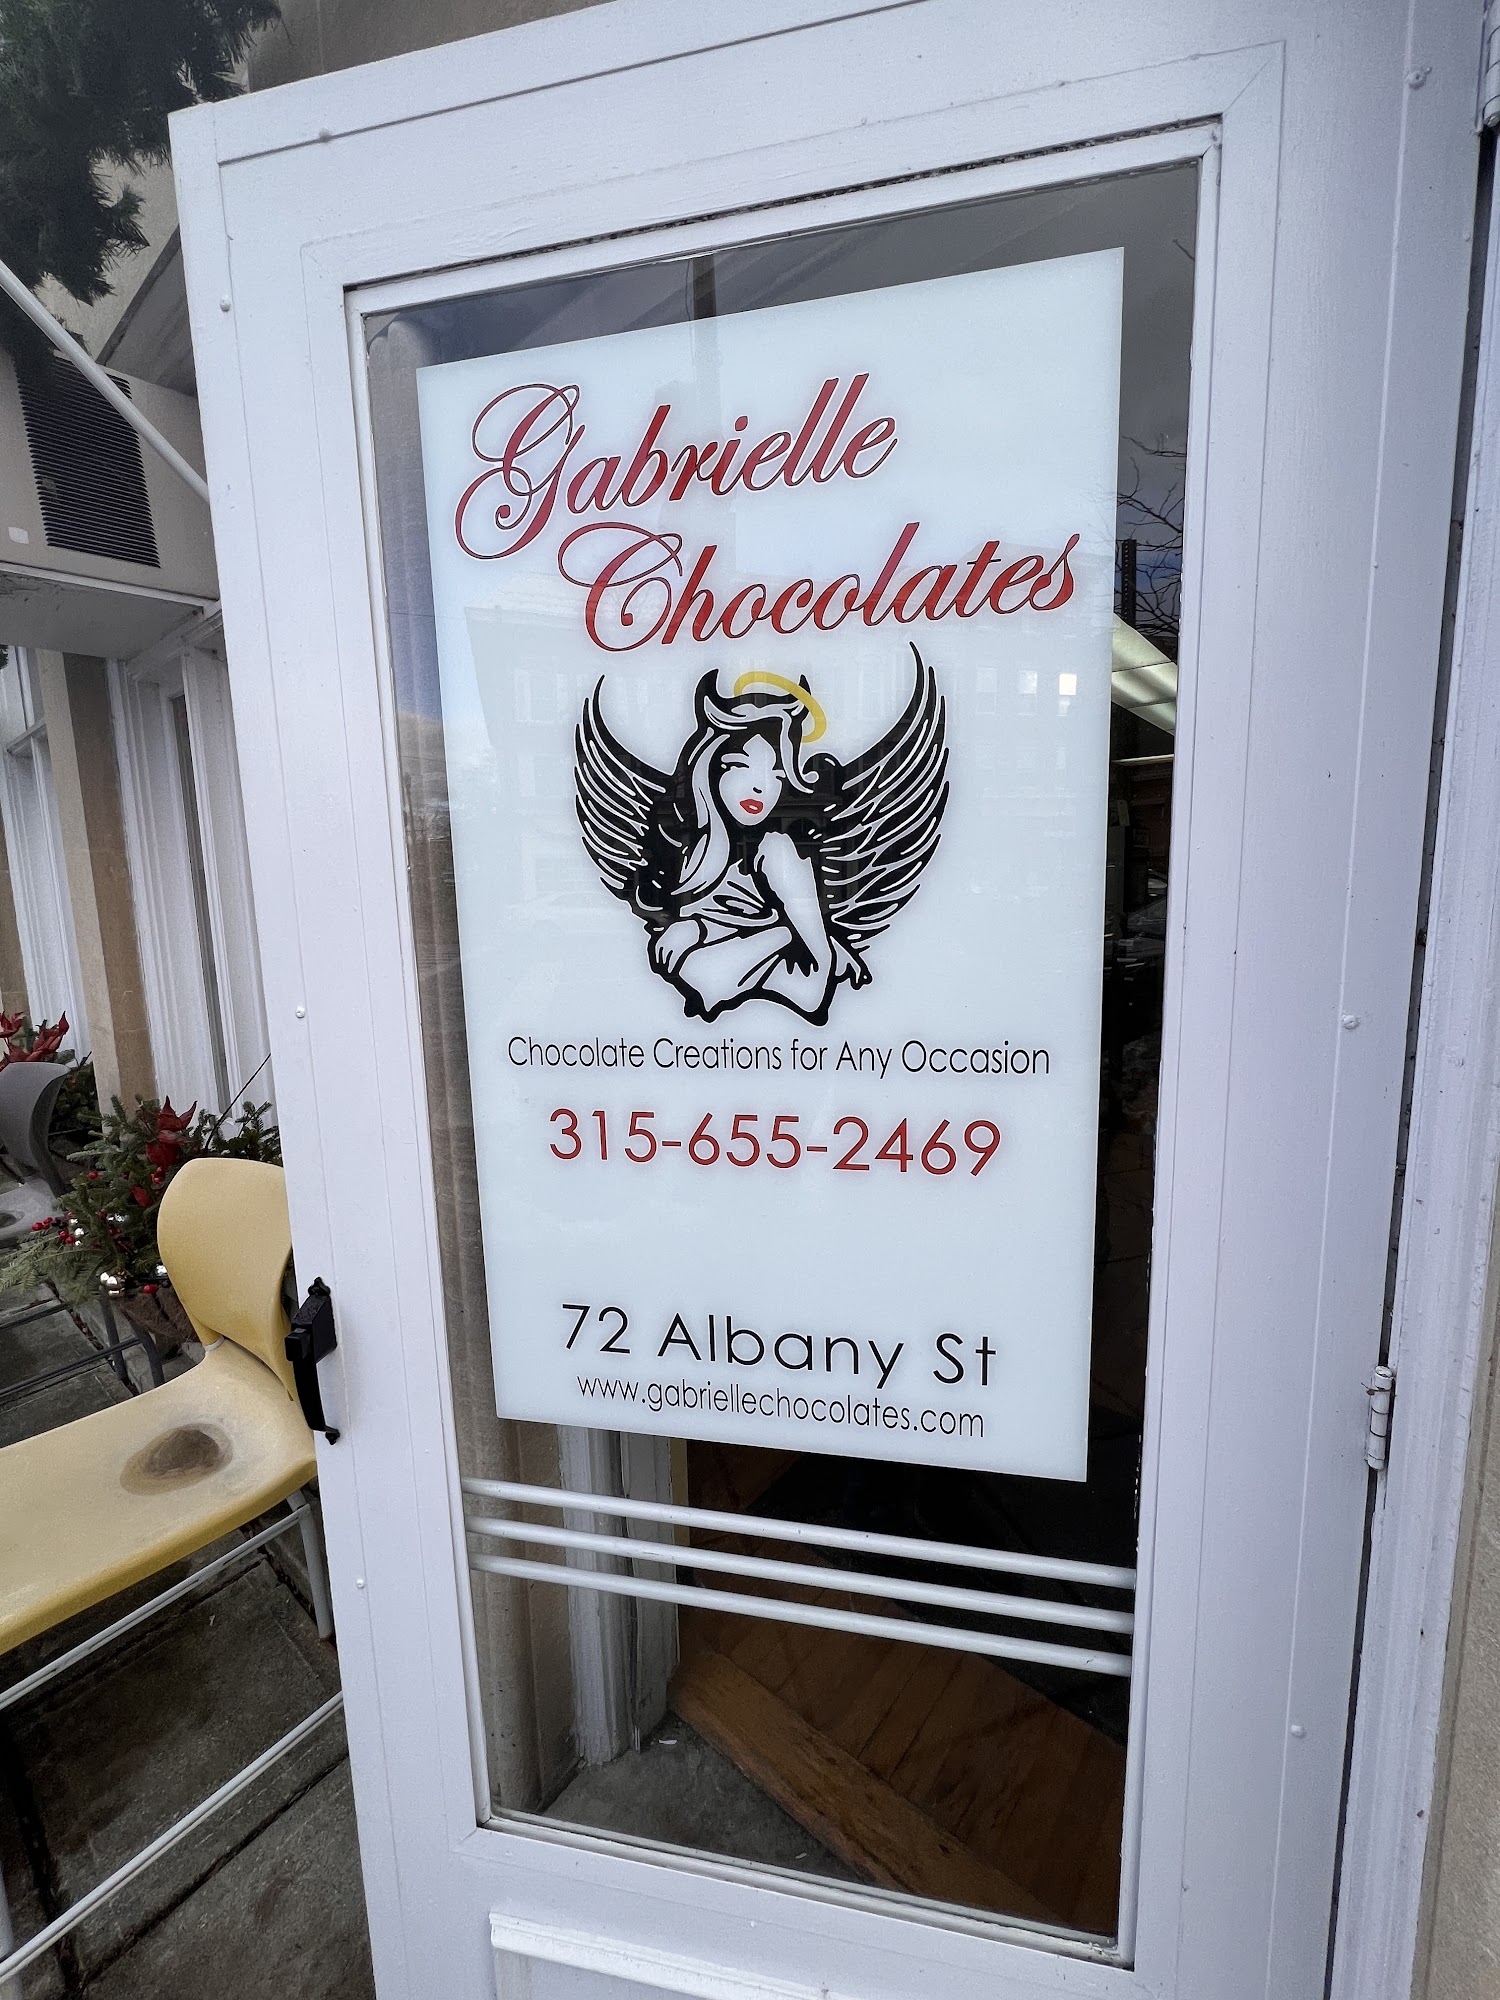 Gabrielle
Chocolates
Chocolate Creations for Any Occasion
315-655-2469
72 Albany St
www.gabriellechocolates.com